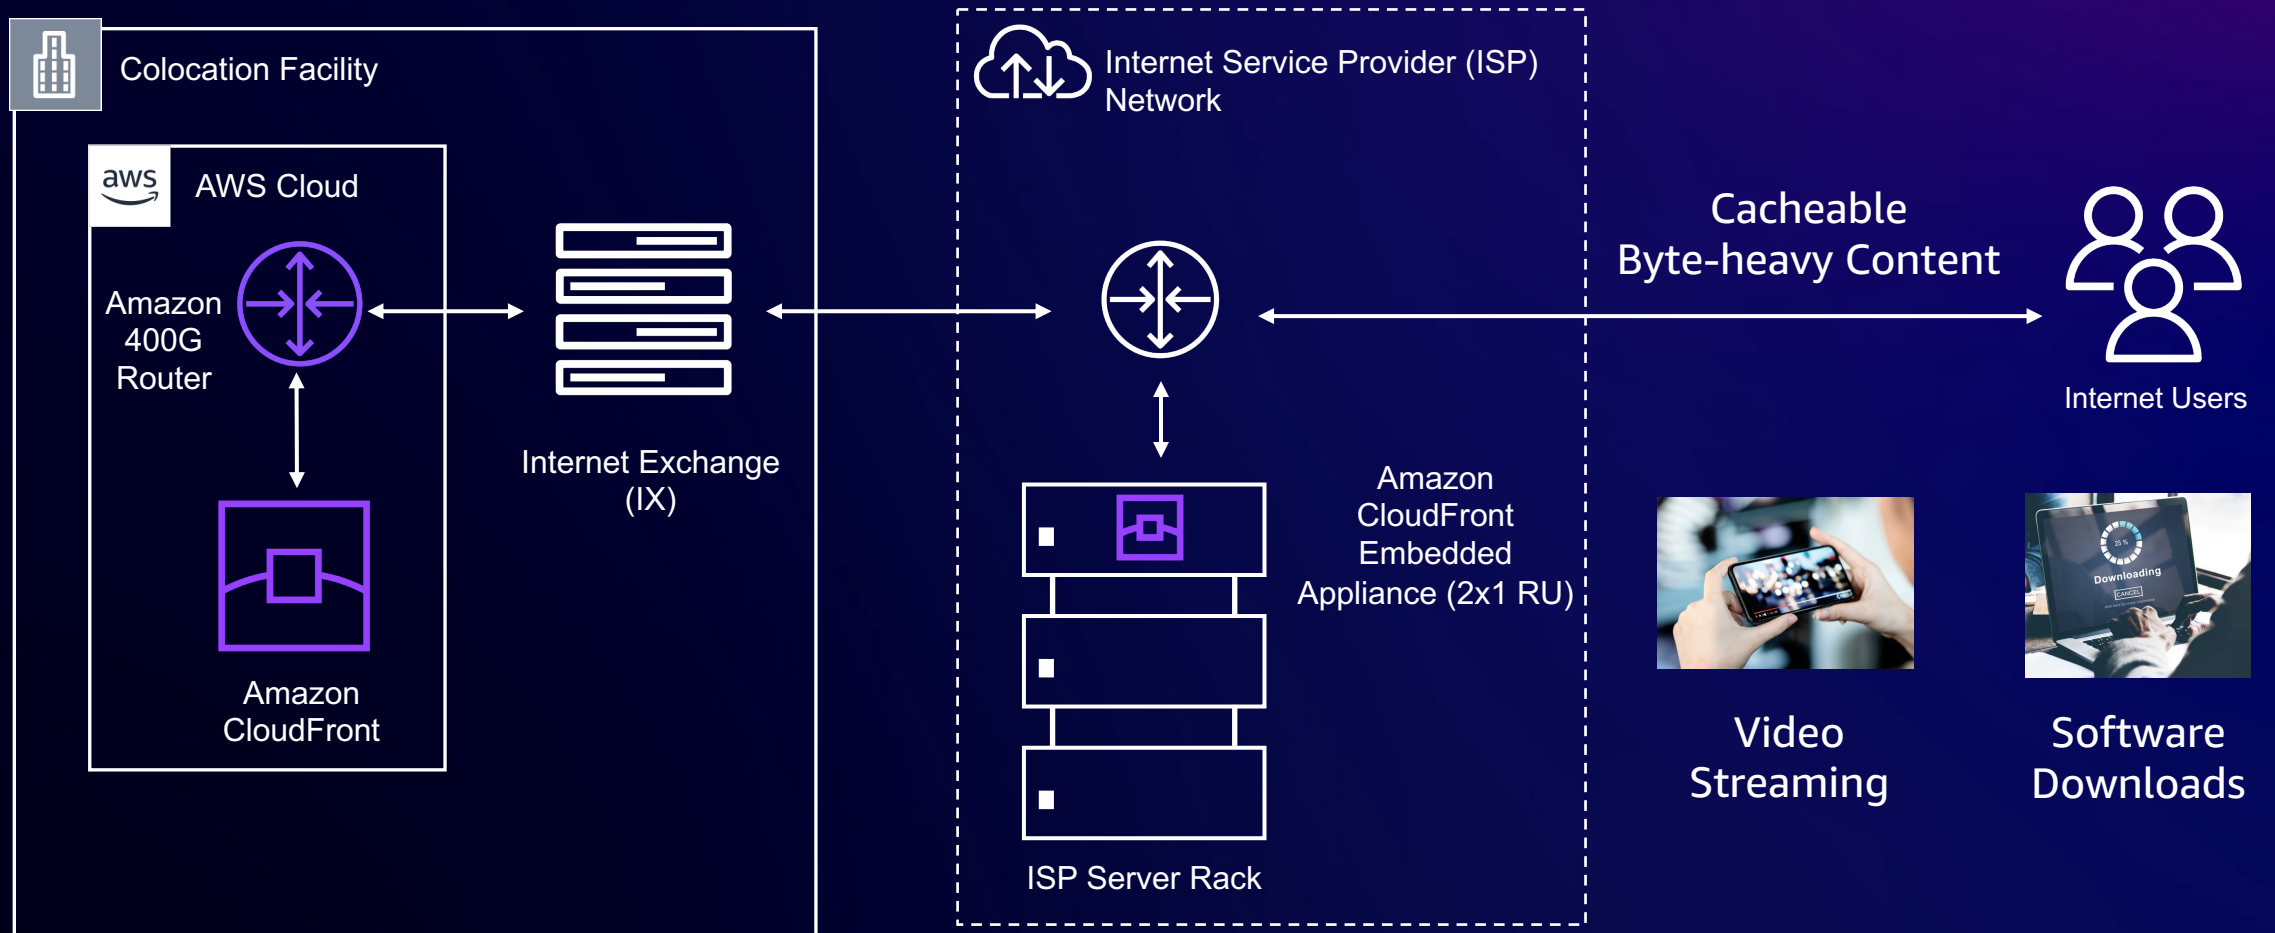 Colocation Facility
aws
AWS Cloud
Amazon
400G
Router
Amazon
CloudFront
Internet Exchange
(IX)
Internet Service Provider (ISP)
Network
Amazon
CloudFront
Embedded
Appliance (2x1 RU)
ISP Server Rack
Cacheable
Byte-heavy Content
Internet Users
Video
Streaming
25 %
Downloading
CANCEL
Software
Downloads